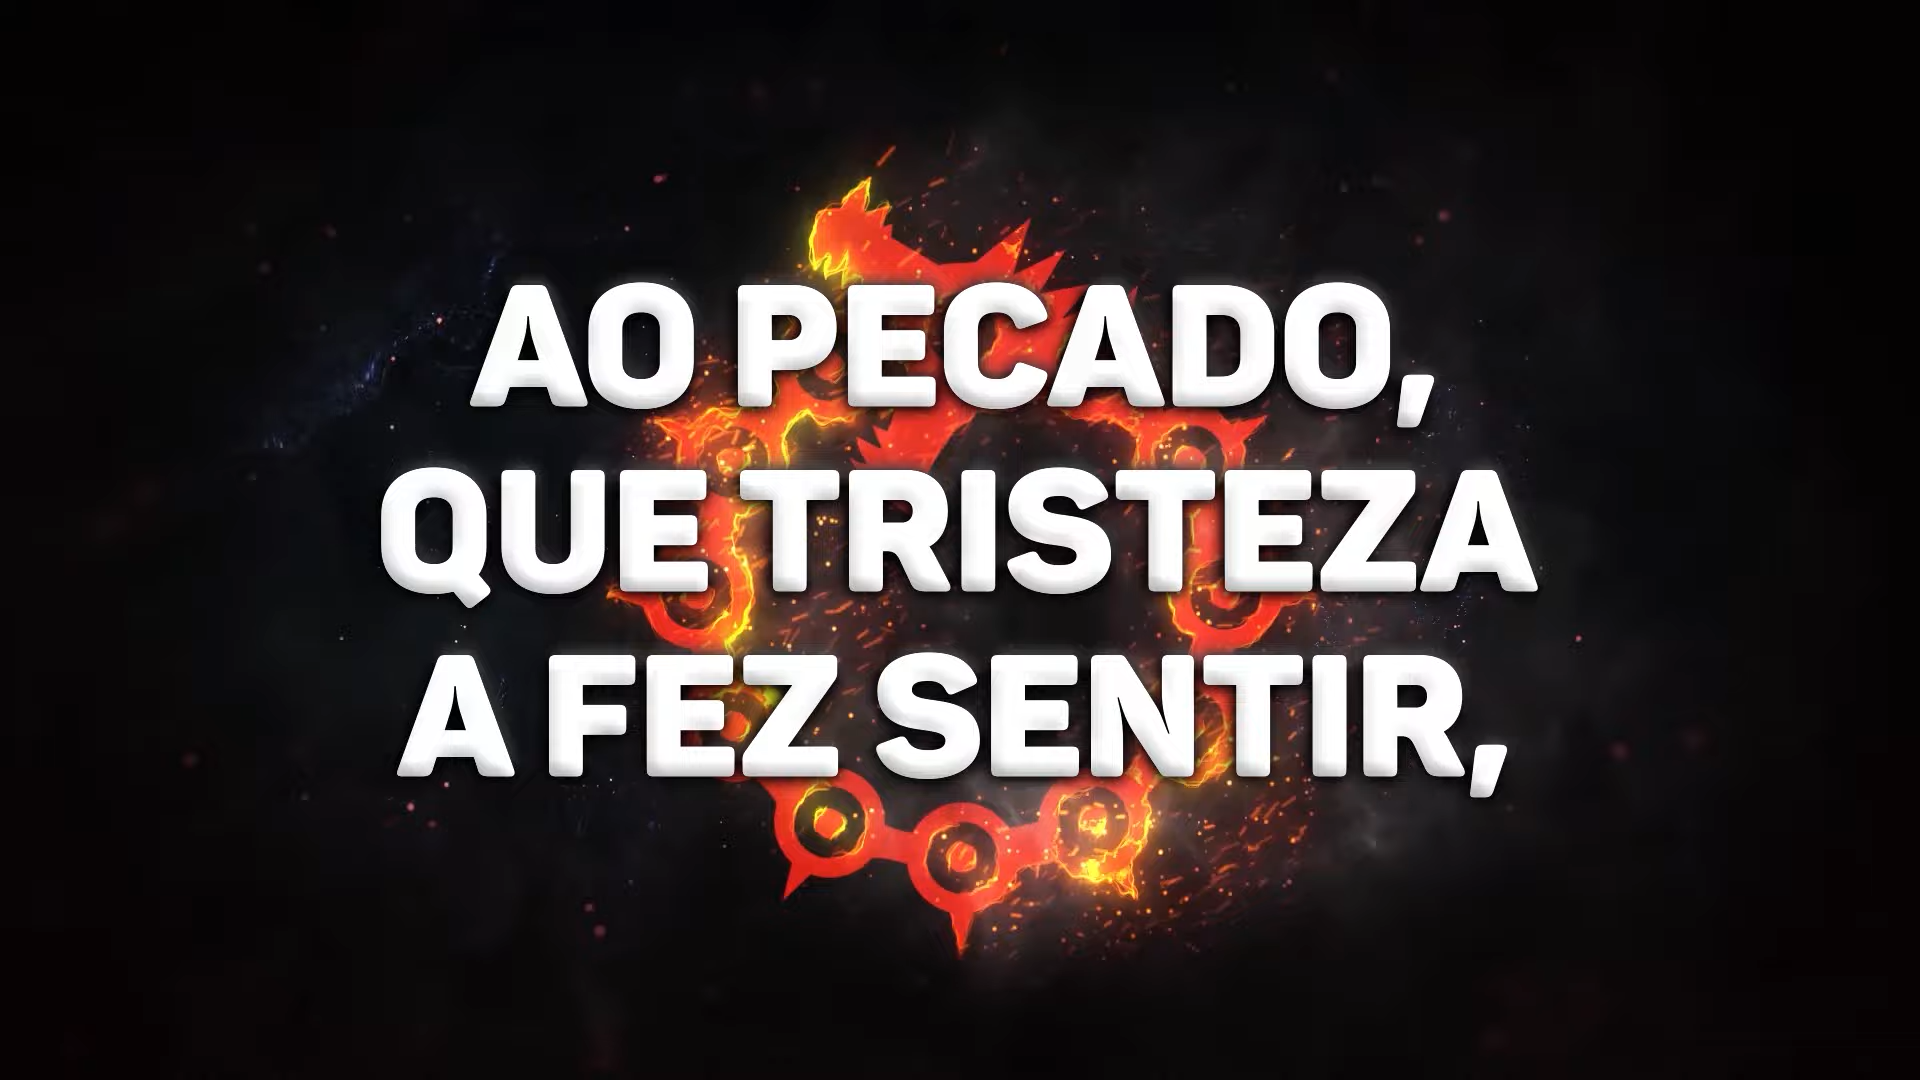 AO PECADO,
QUE TRISTEZA
A FEZ SENTIR,